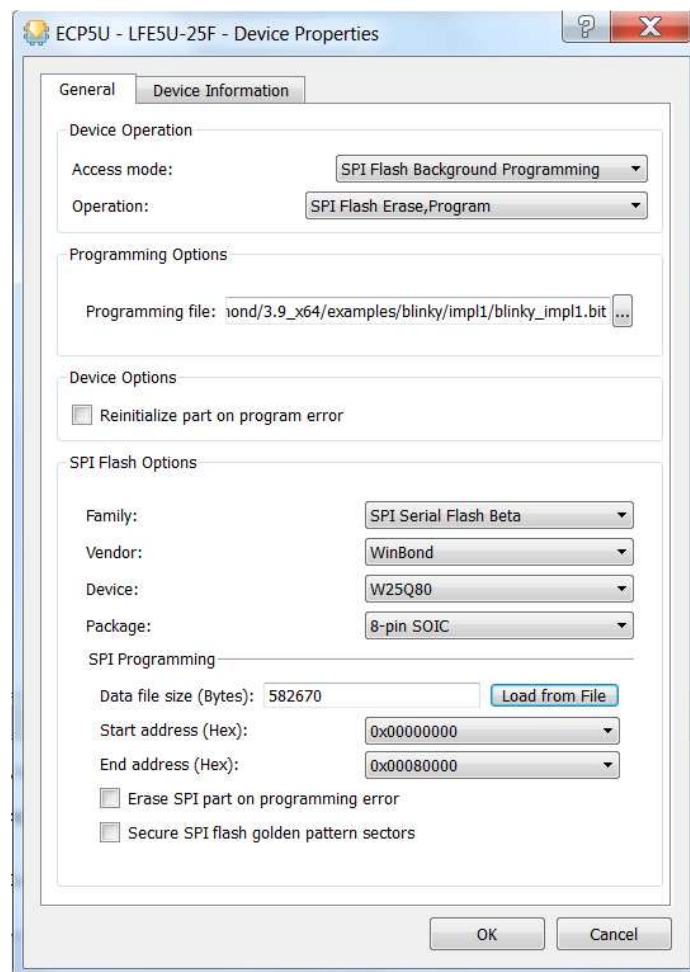 ECP5U - LFE5U-25F - Device Properties
General Device Information
Device Operation
Access mode: SPI Flash Background Programming
Operation: SPI Flash Erase,Program
Programming Options
Programming file: nond/3.9_x64/examples/blinky/impl1/blinky_impl1.bit ...
Device Options
Reinitialize part on program error
SPI Flash Options
Family: SPI Serial Flash Beta
Vendor: WinBond
Device: W25Q80
Package: 8-pin SOIC
SPI Programming
Data file size (Bytes): 582670 Load from File
Start address (Hex): 0x00000000
End address (Hex): 0x00080000
Erase SPI part on programming error
Secure SPI flash golden pattern sectors
OK Cancel